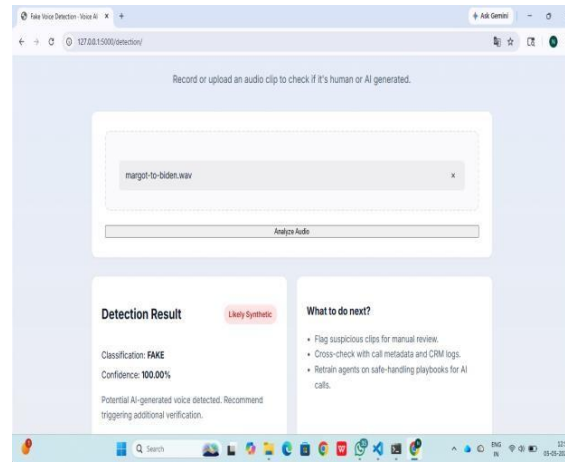 Fake Voice Detection - Voice AI
Ask Gemini
127.0.0.1:5000/detection/
Record or upload an audio clip to check if it's human or AI generated.
margot-to-biden.wav
Analyze Audio
Detection Result
Likely Synthetic
Classification: FAKE
Confidence: 100.00%
Potential AI-generated voice detected. Recommend
triggering additional verification.
What to do next?
Flag suspicious clips for manual review.
Cross-check with call metadata and CRM logs.
Retrain agents on safe-handling playbooks for AI
calls.
Search
ENG
IN